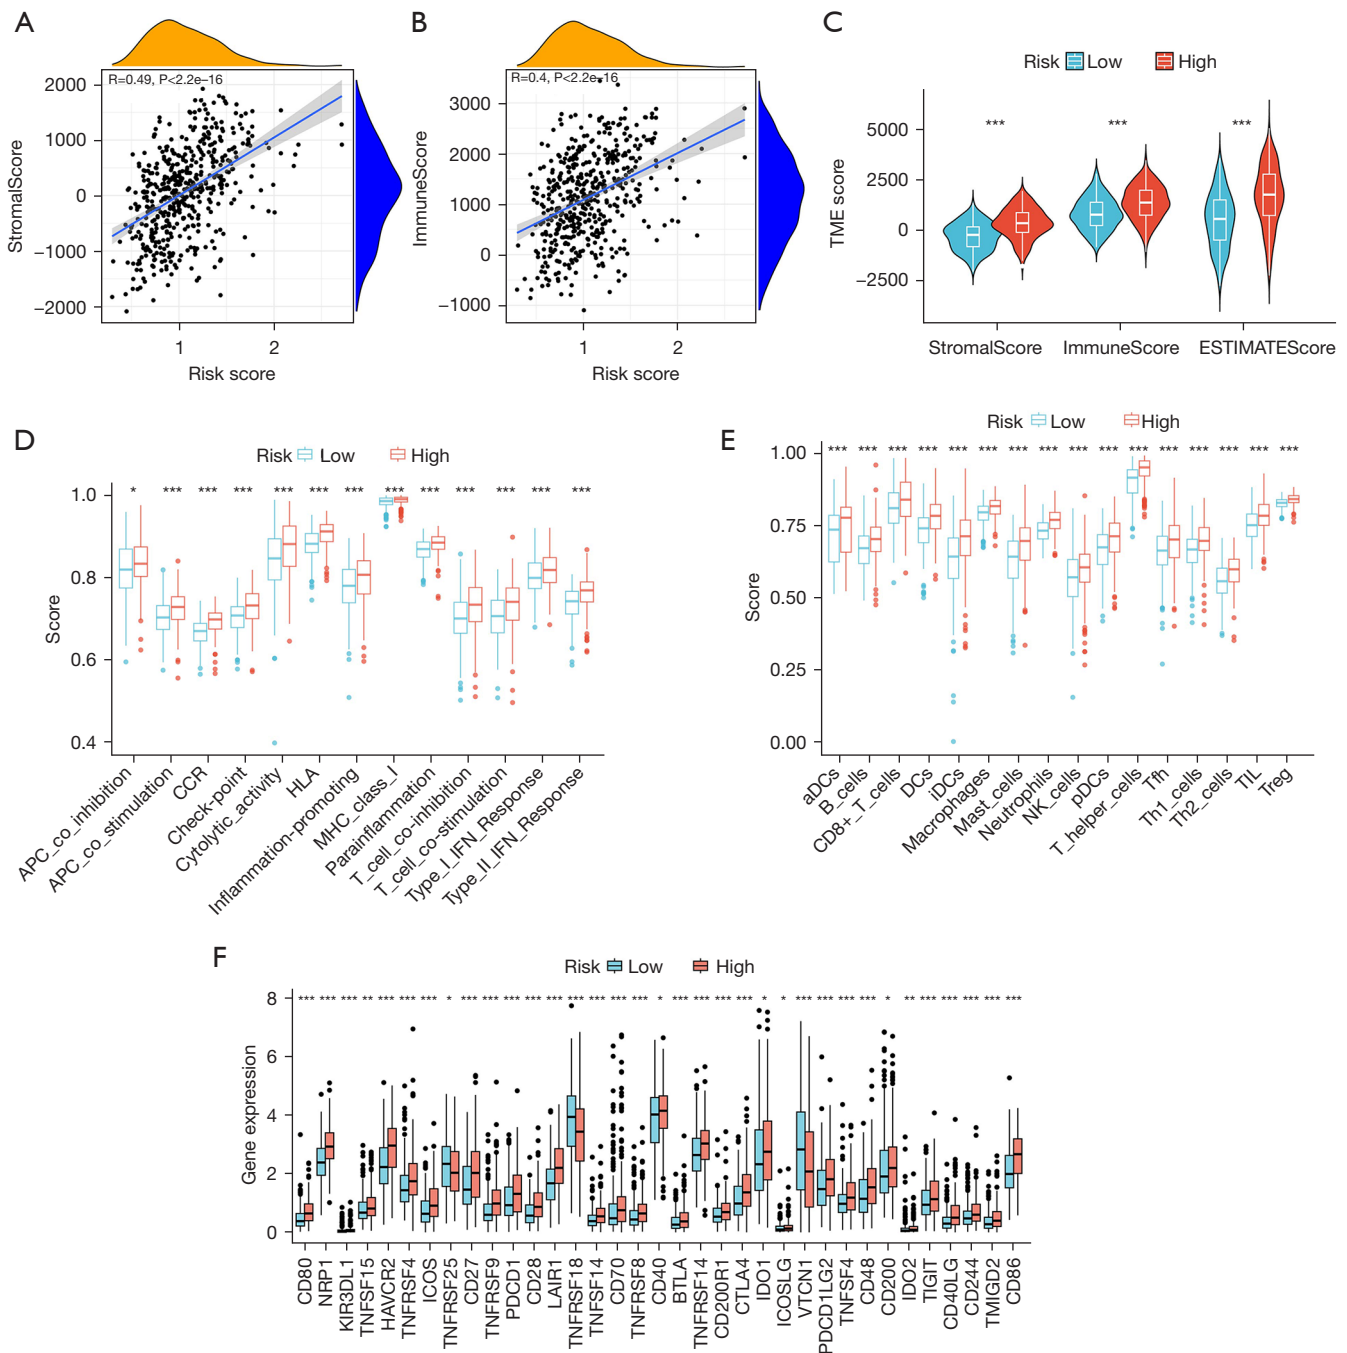 A
R=0.49, P<2.2e−16
StromalScore
2000
1000
0
−1000
−2000
1 2
Risk score
B
R=0.4, P<2.2e−16
ImmuneScore
3000
2000
1000
0
−1000
1 2
Risk score
C
Risk Low High
TME score
5000
2500
0
−2500
*** *** ***
StromalScore ImmuneScore ESTIMATEScore
D
Risk Low High
Score
1.0
0.8
0.6
0.4
* *** *** *** *** *** *** *** *** *** *** *** ***
APC_co_inhibition
APC_co_stimulation
CCR
Check-point
Cytolytic_activity
HLA
Inflammation-promoting
MHC_class_I
Parainflammation
T_cell_co-inhibition
T_cell_co-stimulation
Type_I_IFN_Response
Type_II_IFN_Response
E
Risk Low High
Score
1.00
0.75
0.50
0.25
0.00
*** *** *** *** *** *** *** *** *** *** *** *** *** *** *** ***
aDCs
B_cells
CD8+_T_cells
DCs
iDCs
Macrophages
Mast_cells
Neutrophils
NK_cells
pDCs
T_helper_cells
Tfh
Th1_cells
Th2_cells
TIL
Treg
F
Risk Low High
Gene expression
8
6
4
2
0
*** *** *** ** *** *** *** * *** *** *** *** *** *** *** *** *** * *** *** *** *** * * *** *** *** *** * ** *** *** *** *** ***
CD80
NRP1
KIR3DL1
TNFSF15
HAVCR2
TNFRSF4
ICOS
TNFRSF25
CD27
TNFRSF9
PDCD1
CD28
LAIR1
TNFRSF18
TNFSF14
CD70
TNFRSF8
CD40
BTLA
TNFRSF14
CD200R1
CTLA4
IDO1
ICOSLG
VTCN1
PDCD1LG2
TNFSF4
CD48
CD200
IDO2
TIGIT
CD40LG
CD244
TMIGD2
CD86